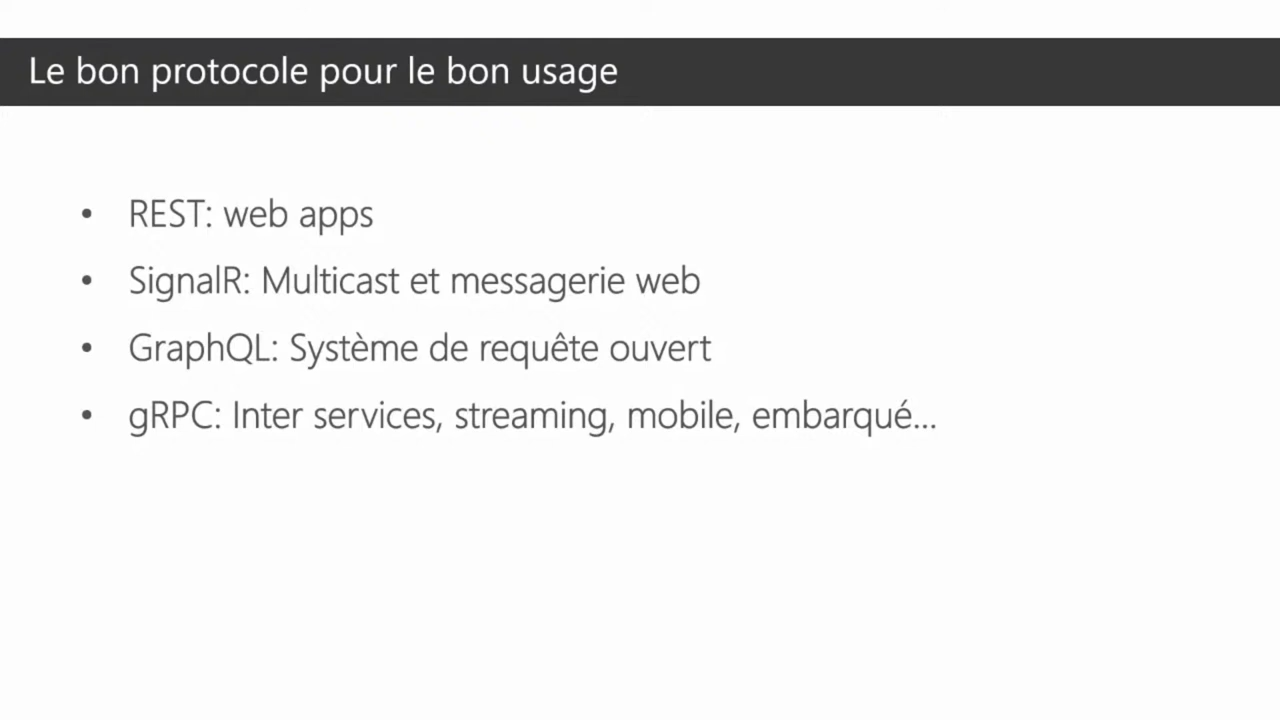 Le bon protocole pour le bon usage
• REST: web apps
• SignalR: Multicast et messagerie web
• GraphQL: Système de requête ouvert
• gRPC: Inter services, streaming, mobile, embarqué...